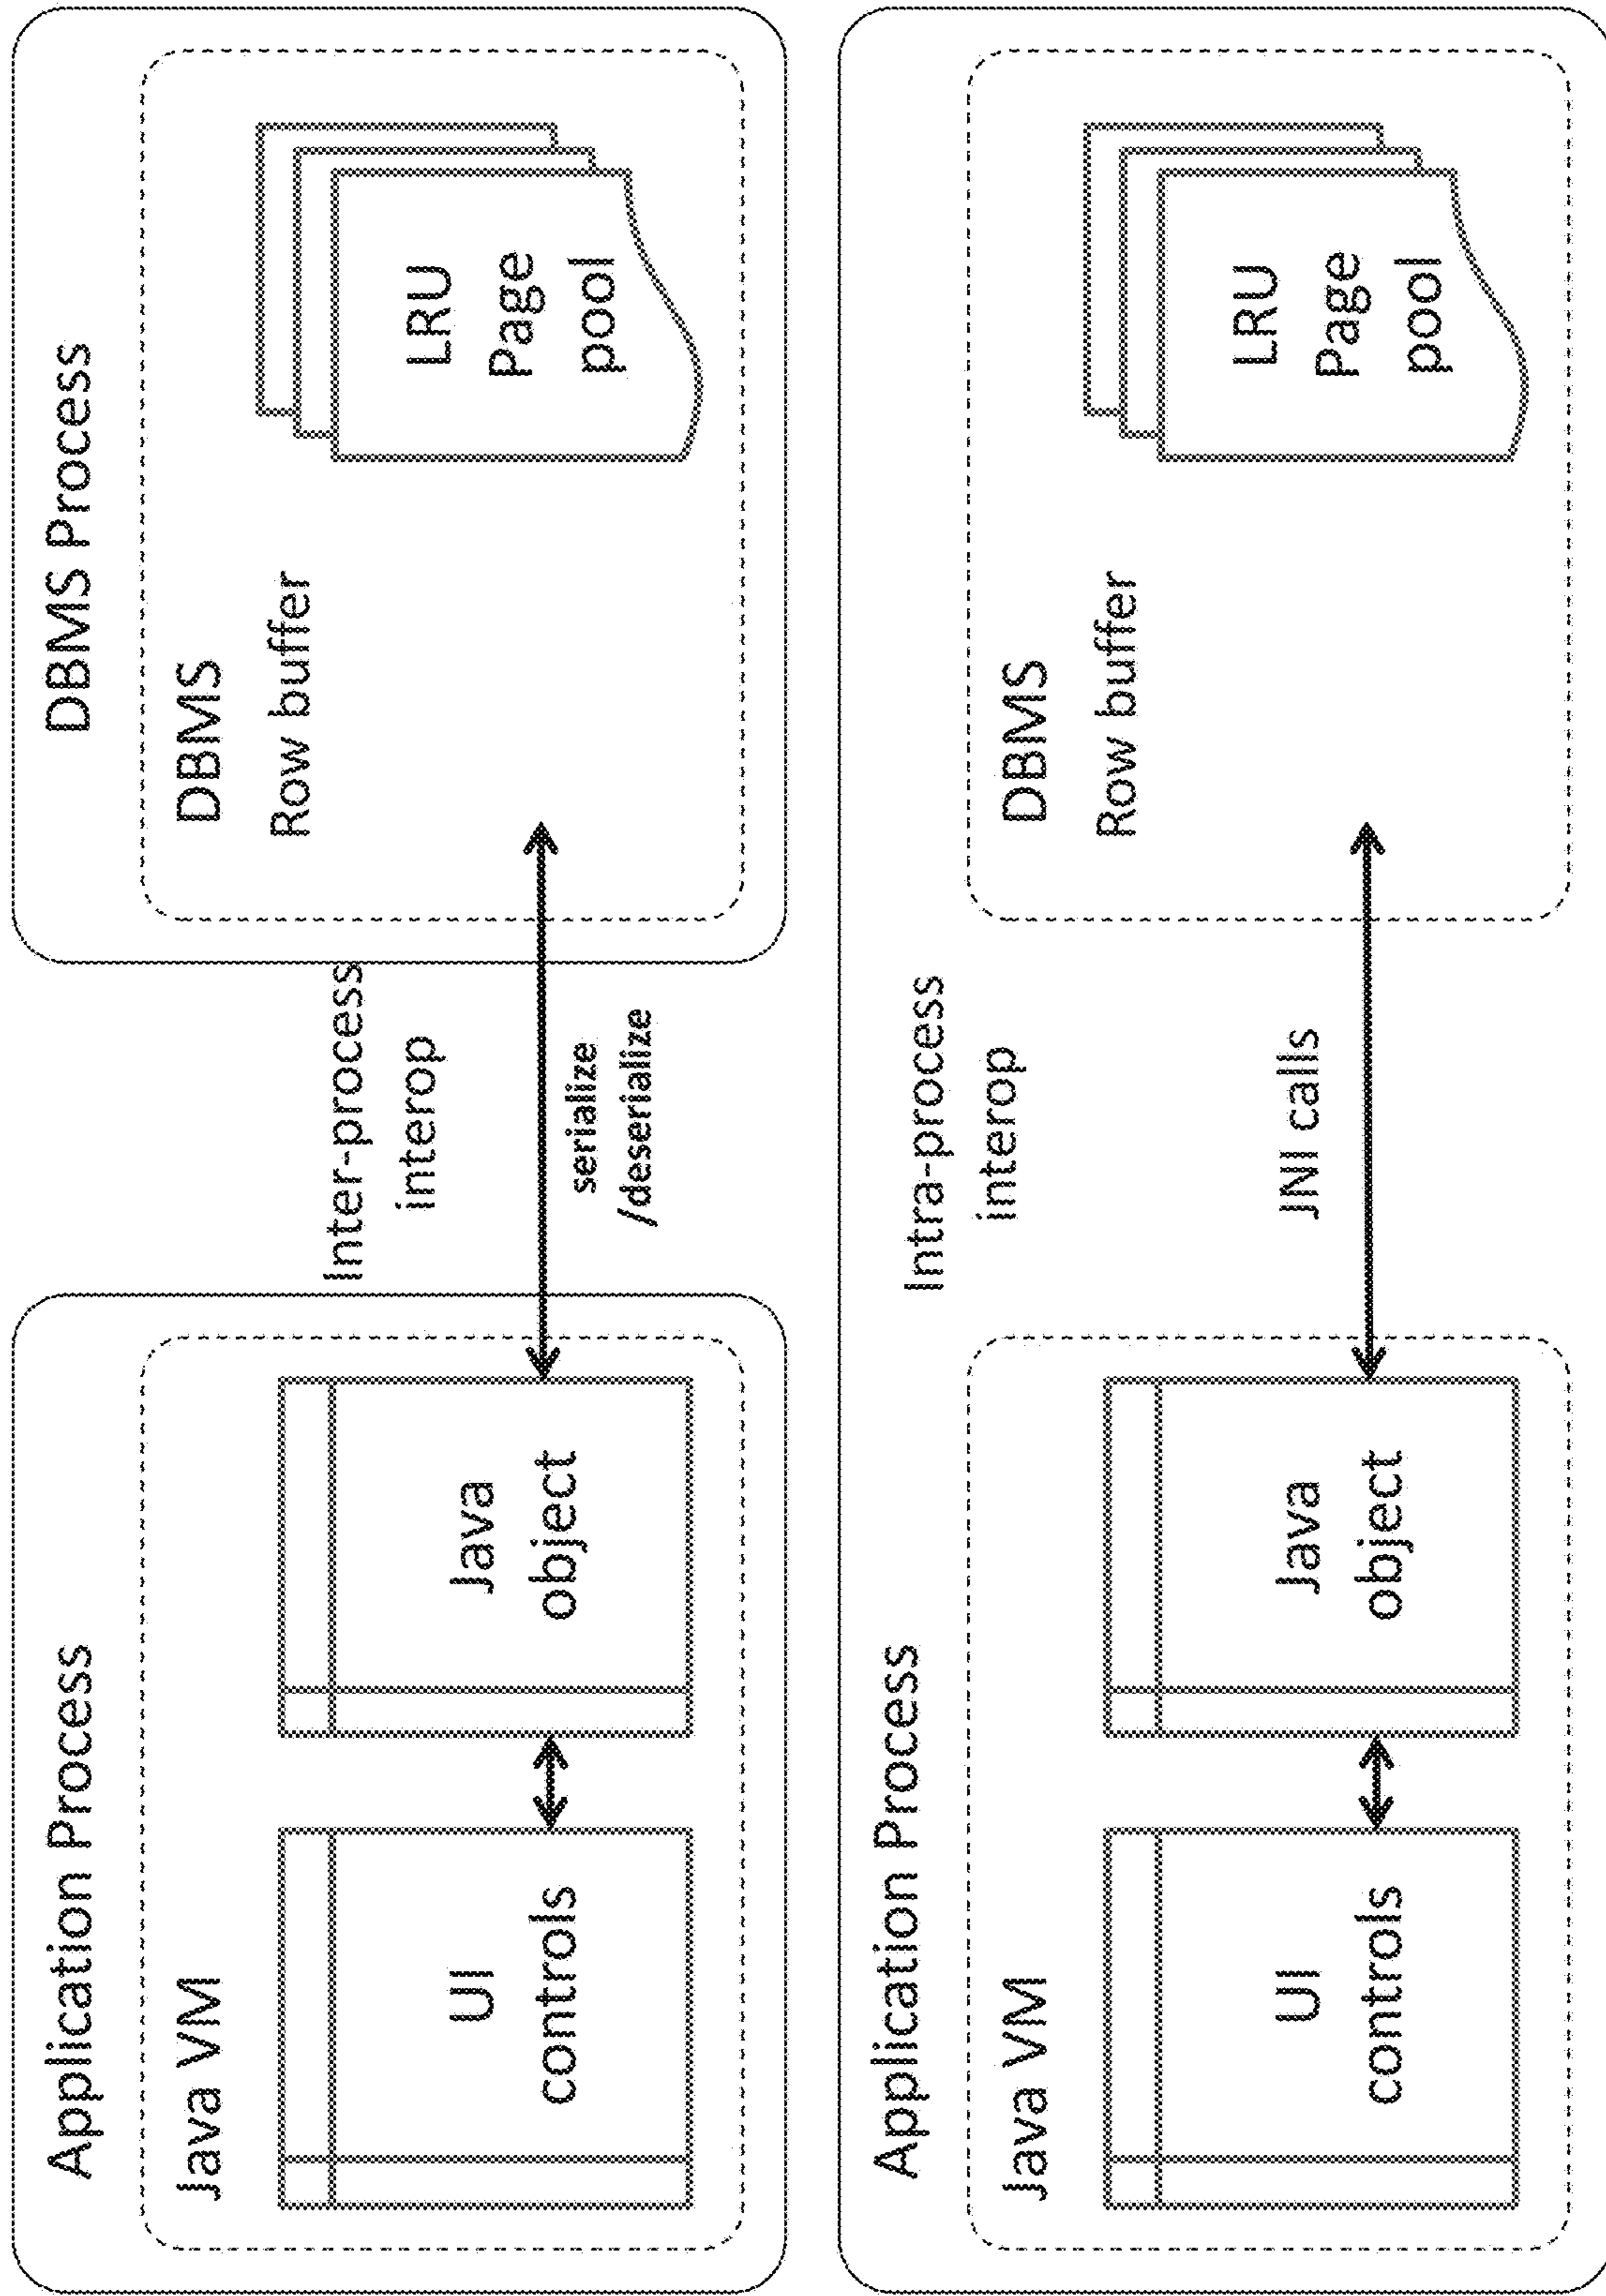 Application Process
Java VM
UI
controls
Java
object
Inter-process
interop
serialize
/deserialize
DBMS Process
DBMS
Row buffer
LRU
Page
pool
Application Process
Java VM
UI
controls
Java
object
Intra-process
interop
JNI calls
DBMS
Row buffer
LRU
Page
pool